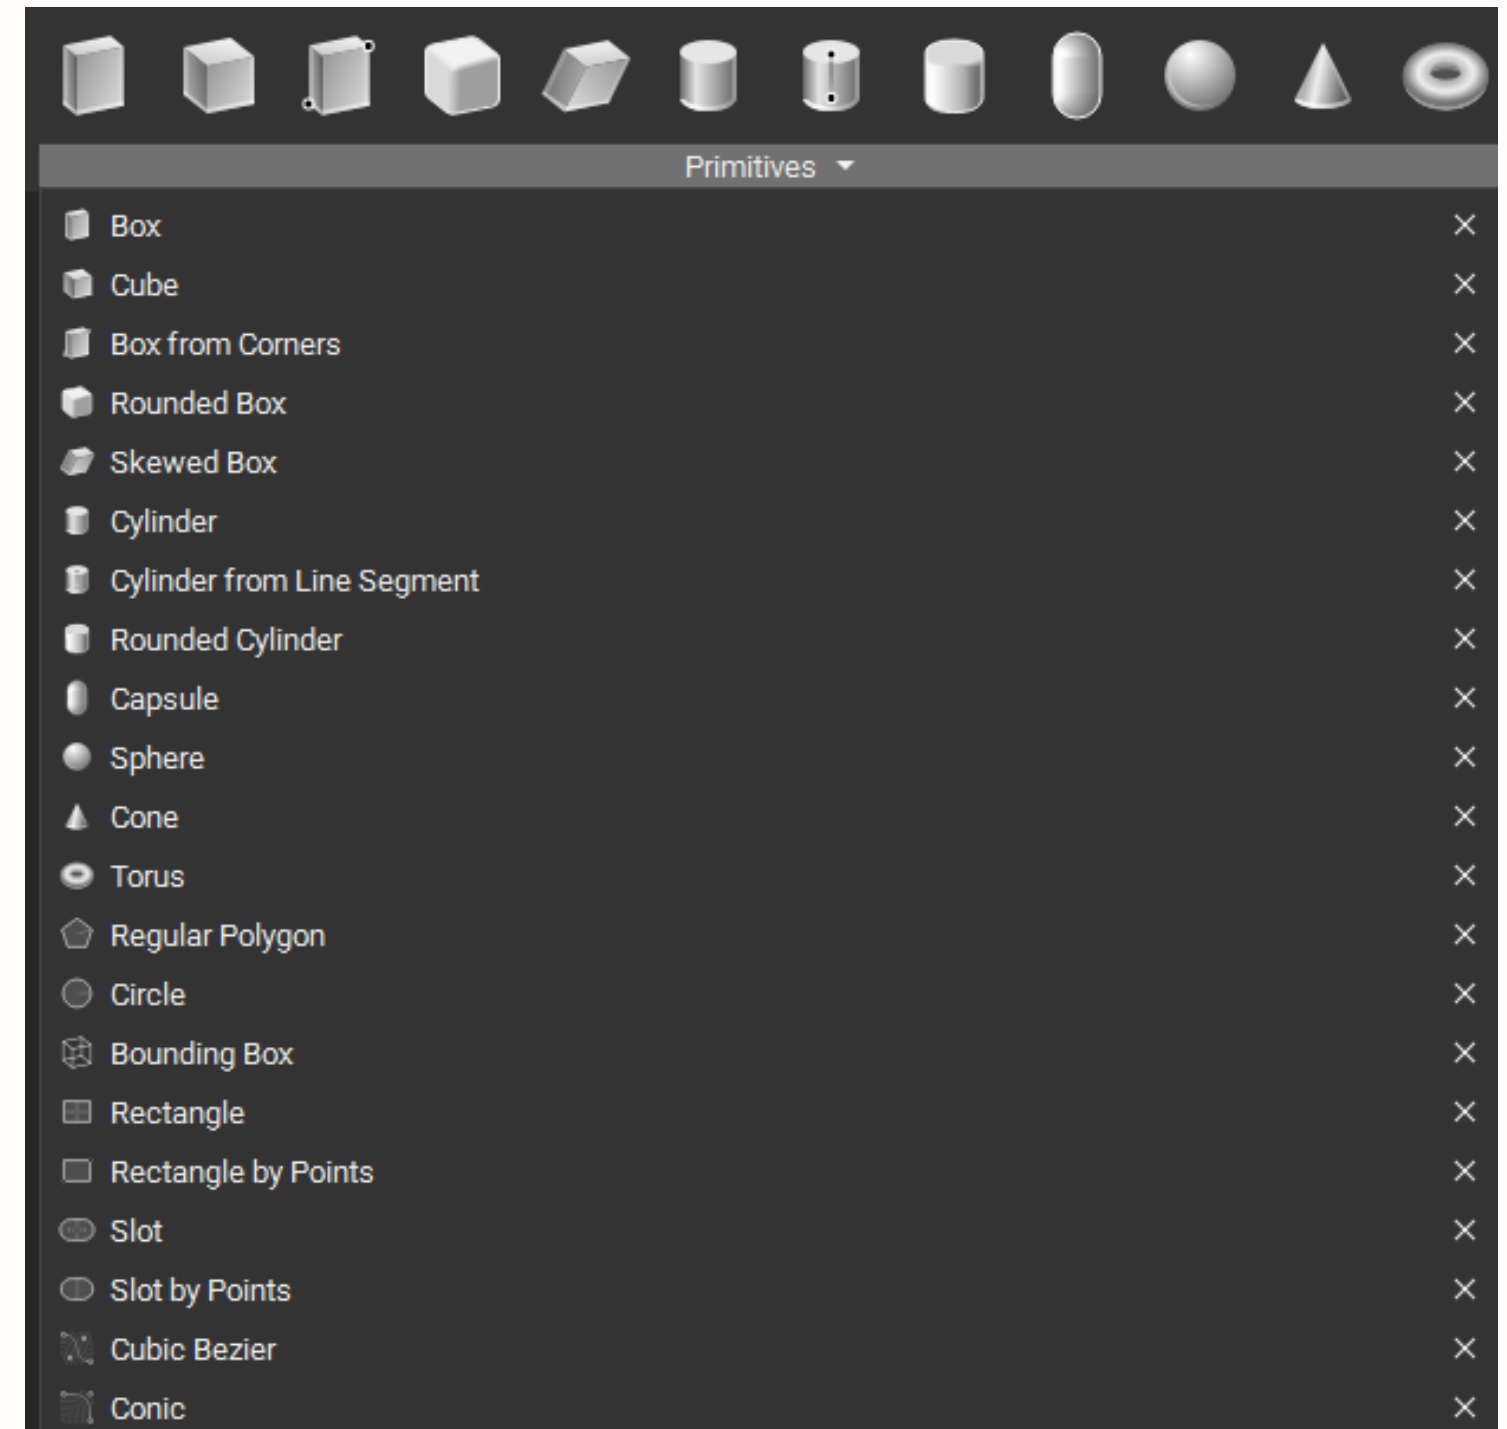 Primitives
Box
Cube
Box from Corners
Rounded Box
Skewed Box
Cylinder
Cylinder from Line Segment
Rounded Cylinder
Capsule
Sphere
Cone
Torus
Regular Polygon
Circle
Bounding Box
Rectangle
Rectangle by Points
Slot
Slot by Points
Cubic Bezier
Conic